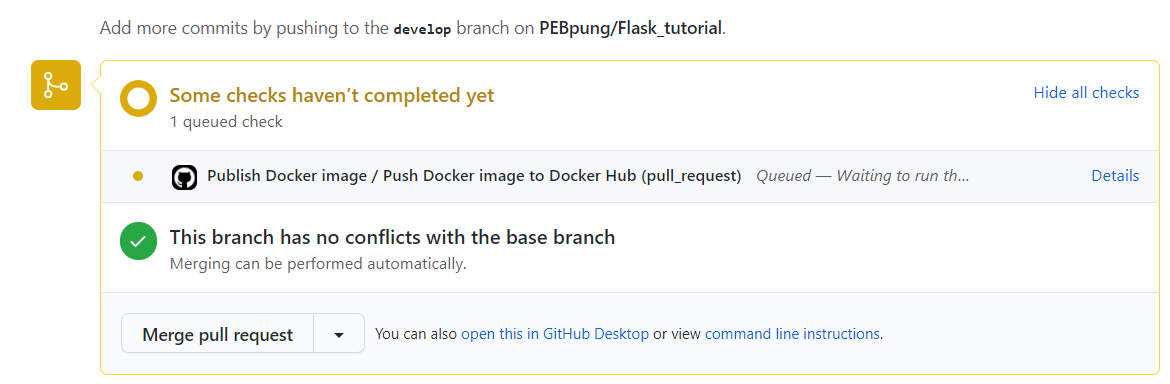 Add more commits by pushing to the develop branch on PEBpung/Flask_tutorial.
Some checks haven't completed yet
Hide all checks
1 queued check
Publish Docker image / Push Docker image to Docker Hub (pull_request) Queued — Waiting to run th...
Details
This branch has no conflicts with the base branch
Merging can be performed automatically.
Merge pull request
You can also open this in GitHub Desktop or view command line instructions.